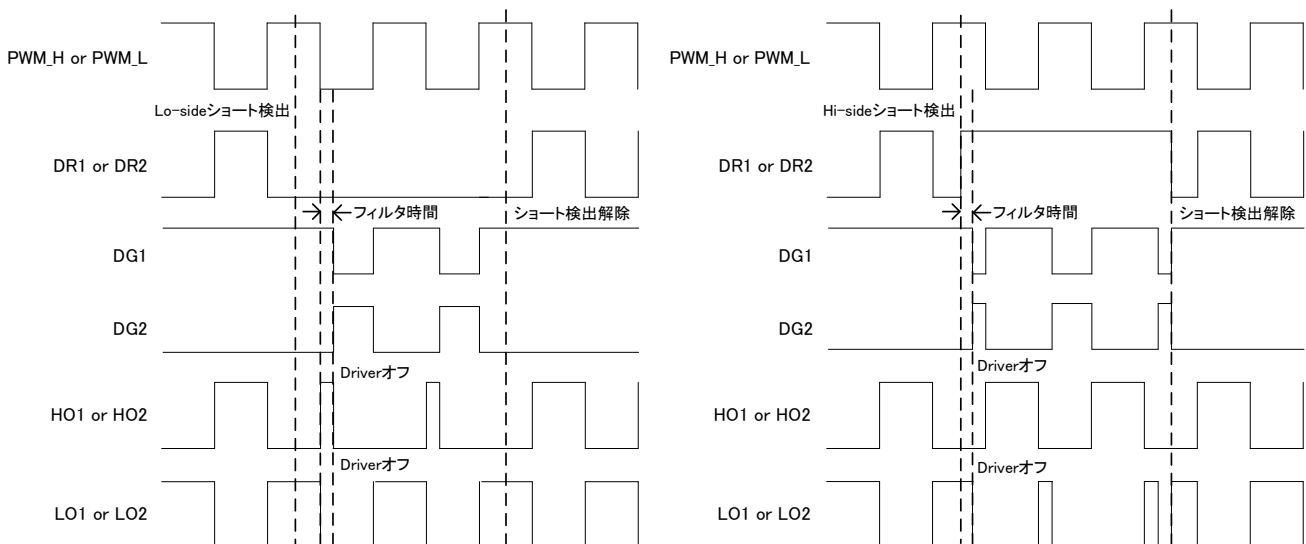 PWM_H or PWM_L
Lo-sideショート検出
DR1 or DR2
フィルタ時間
ショート検出解除
DG1
DG2
Driverオフ
HO1 or HO2
Driverオフ
LO1 or LO2
PWM_H or PWM_L
Hi-sideショート検出
DR1 or DR2
フィルタ時間
ショート検出解除
DG1
DG2
Driverオフ
HO1 or HO2
Driverオフ
LO1 or LO2